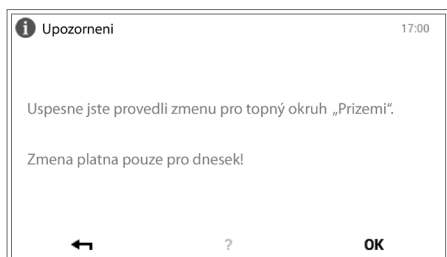 Upozorneni 17:00
Uspesne jste provedli zmenu pro topný okruh „Prizemi“.
Zmena platna pouze pro dnesek!
? OK